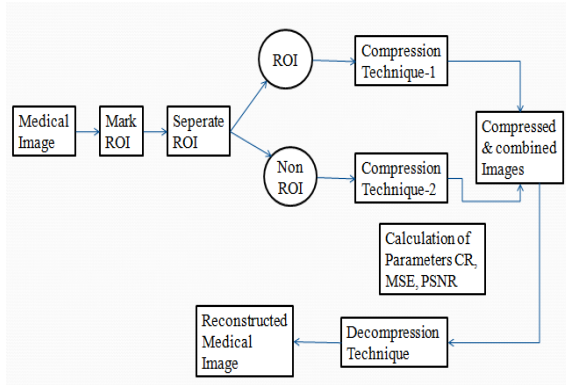 Medical
Image
Mark
ROI
Seperate
ROI
ROI
Non
ROI
Compression
Technique-1
Compression
Technique-2
Compressed
& combined
Images
Calculation of
Parameters CR,
MSE, PSNR
Decompression
Technique
Reconstructed
Medical
Image